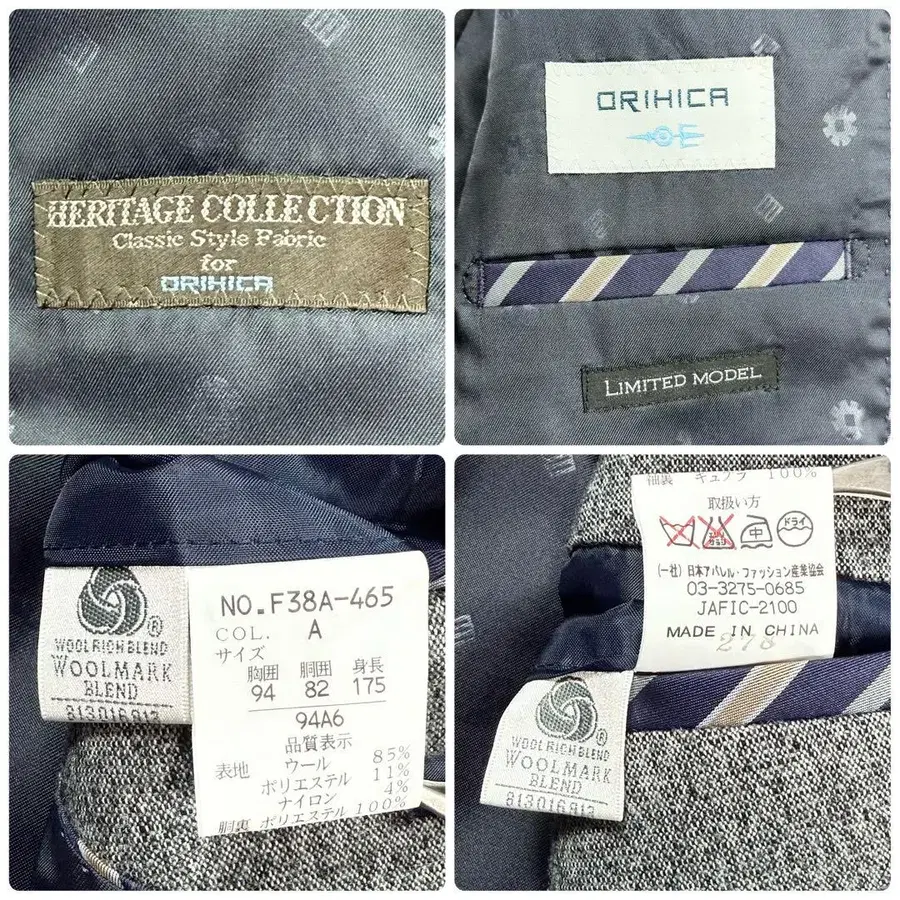 HERITAGE COLLECTION
Classic Style Fabric
for
ORIHICA
ORIHICA
LIMITED MODEL
WOOL RICH BLEND
WOOLMARK
BLEND
813016813
NO.F38A-465
COL. A
サイズ
胸囲 胴囲 身長
94 82 175
94A6
品質表示
表地 ウール 85%
ポリエステル 11%
ナイロン 4%
胴裏 ポリエステル 100%
袖裏 キュプラ 100%
取扱い方
中 ドライ
(一社)日本アパレル・ファッション産業協会
03-3275-0685
JAFIC-2100
MADE IN CHINA
278
WOOL RICH BLEND
WOOLMARK
BLEND
813016813